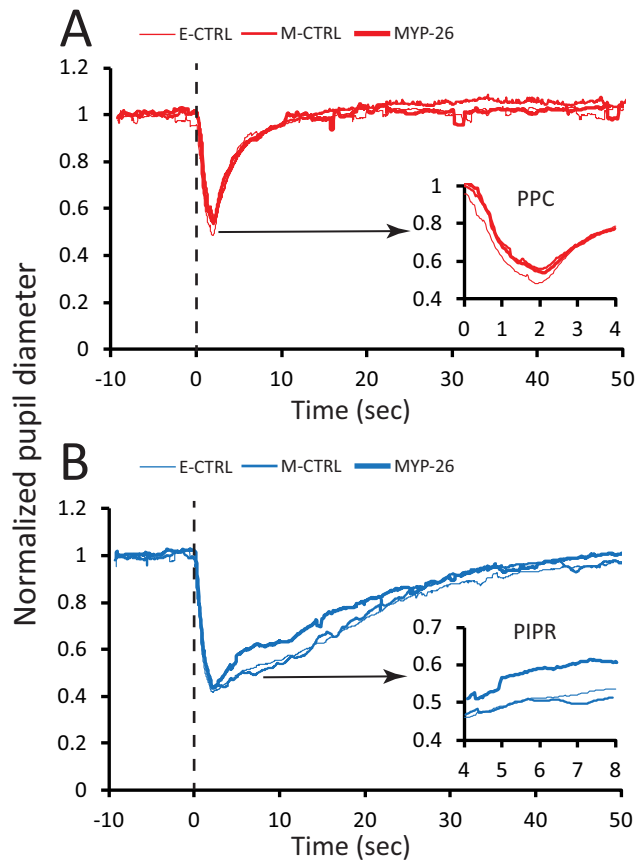 A
E-CTRL M-CTRL MYP-26
1.2
1
0.8
0.6
0.4
0.2
0
-10 0 10 20 30 40 50
Time (sec)
PPC
1
0.8
0.6
0.4
0 1 2 3 4
Normalized pupil diameter
B
E-CTRL M-CTRL MYP-26
1.2
1
0.8
0.6
0.4
0.2
0
-10 0 10 20 30 40 50
Time (sec)
PIPR
0.7
0.6
0.5
0.4
4 5 6 7 8